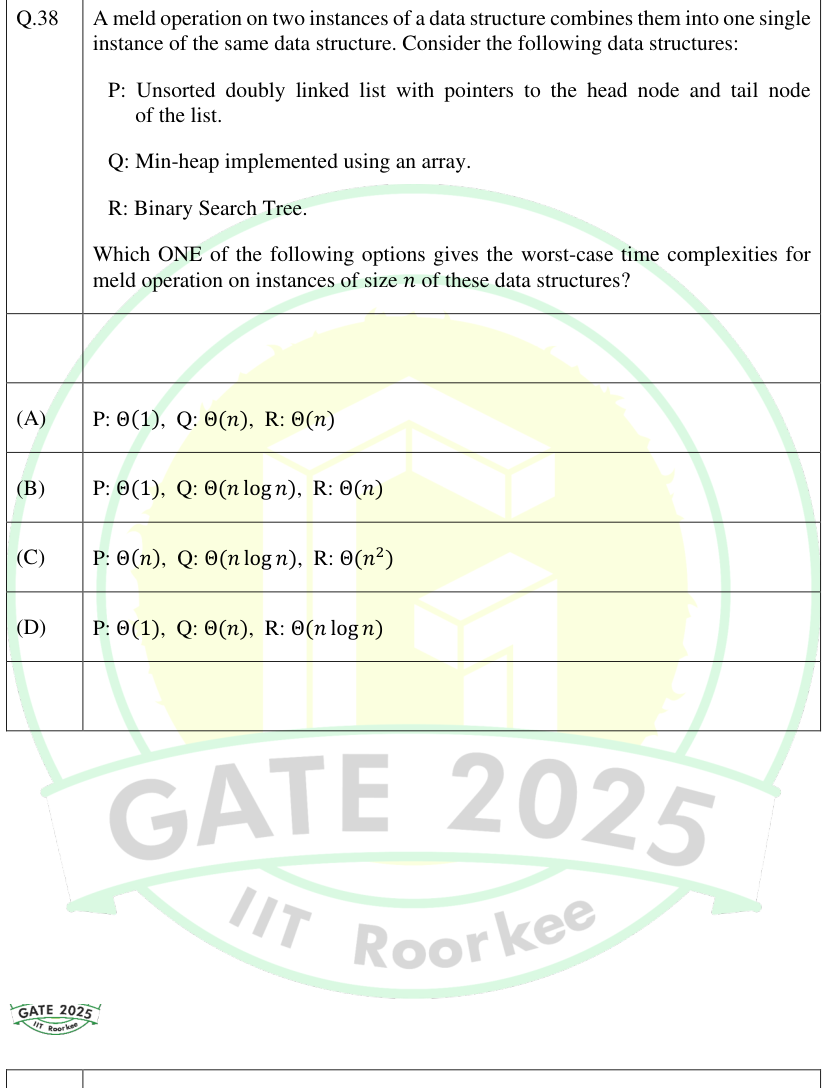 Q.38 A meld operation on two instances of a data structure combines them into one single
instance of the same data structure. Consider the following data structures:
P: Unsorted doubly linked list with pointers to the head node and tail node
of the list.
Q: Min-heap implemented using an array.
R: Binary Search Tree.
Which ONE of the following options gives the worst-case time complexities for
meld operation on instances of size n of these data structures?
(A) P: Θ(1), Q: Θ(n), R: Θ(n)
(B) P: Θ(1), Q: Θ(n log n), R: Θ(n)
(C) P: Θ(n), Q: Θ(n log n), R: Θ(n²)
(D) P: Θ(1), Q: Θ(n), R: Θ(n log n)
GATE 2025
IIT Roorkee
GATE 2025
IIT Roorkee